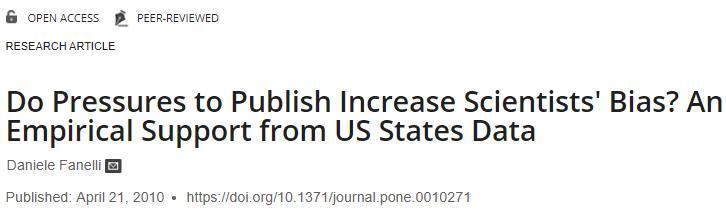 OPEN ACCESS PEER-REVIEWED
RESEARCH ARTICLE
Do Pressures to Publish Increase Scientists' Bias? An
Empirical Support from US States Data
Daniele Fanelli
Published: April 21, 2010 • https://doi.org/10.1371/journal.pone.0010271